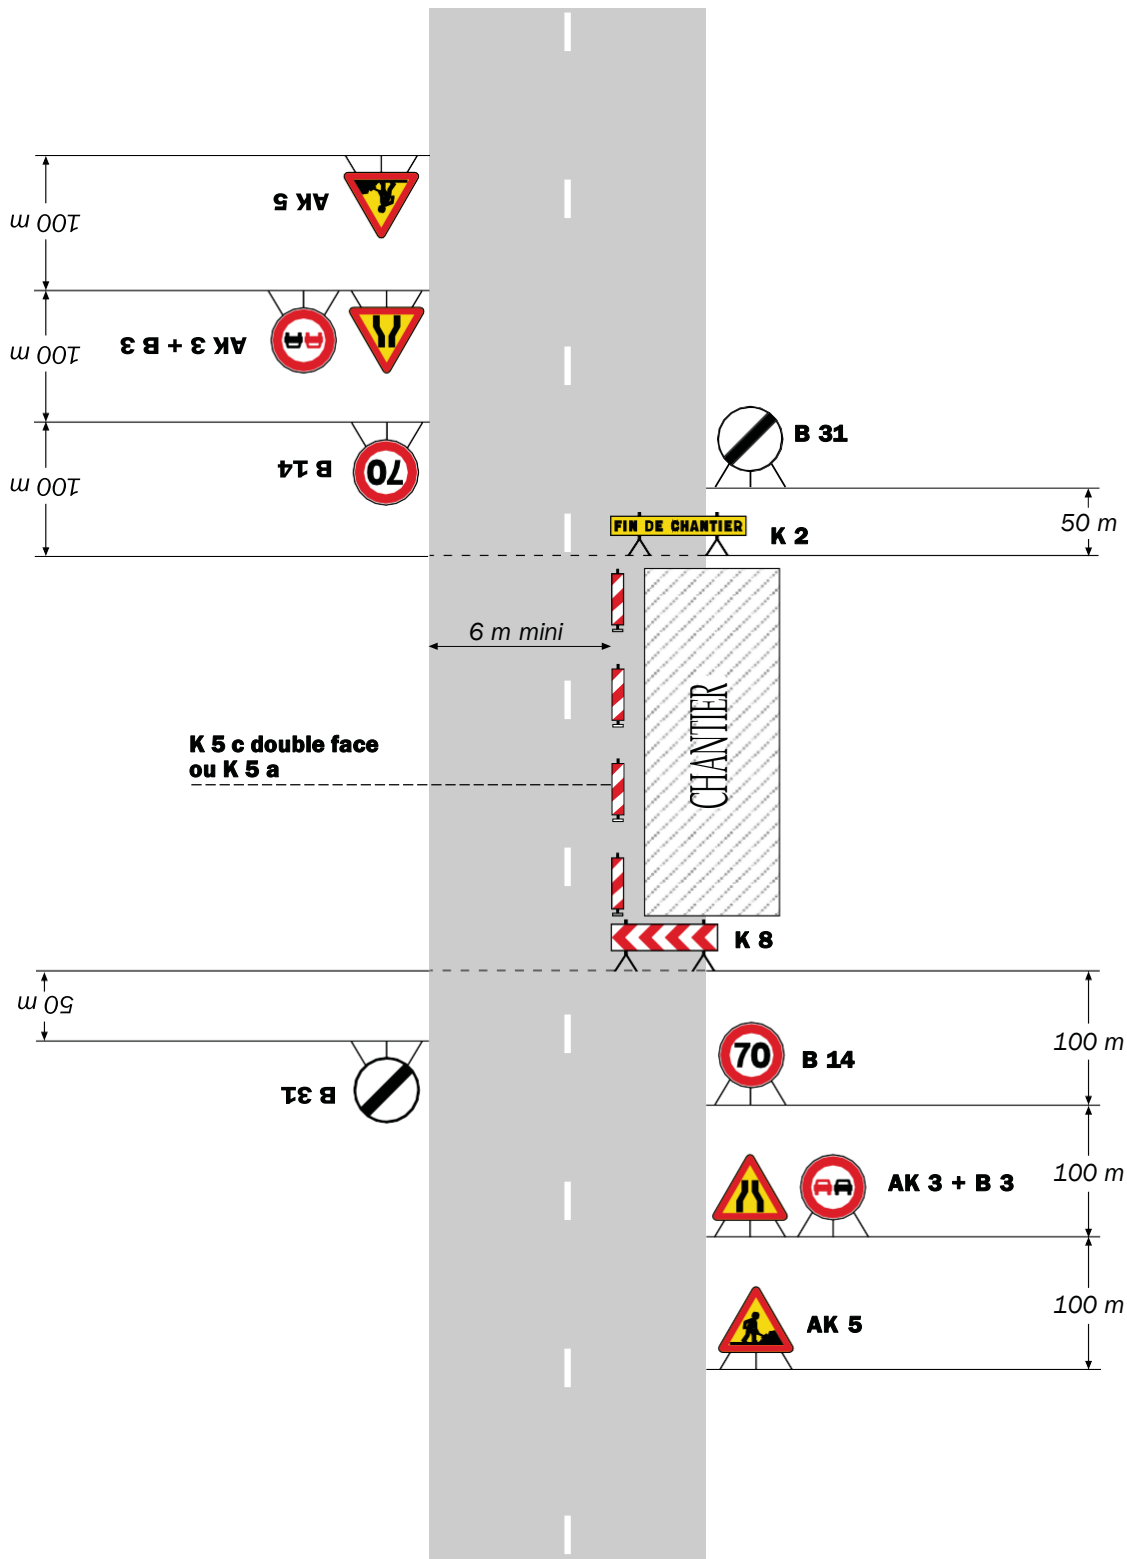 AK 5
100 m
AK 3 + B 3
100 m
70
B 14
100 m
B 31
50 m
FIN DE CHANTIER
K 2
6 m mini
CHANTIER
K 5 c double face
ou K 5 a
K 8
50 m
B 31
70
B 14
100 m
AK 3 + B 3
100 m
AK 5
100 m